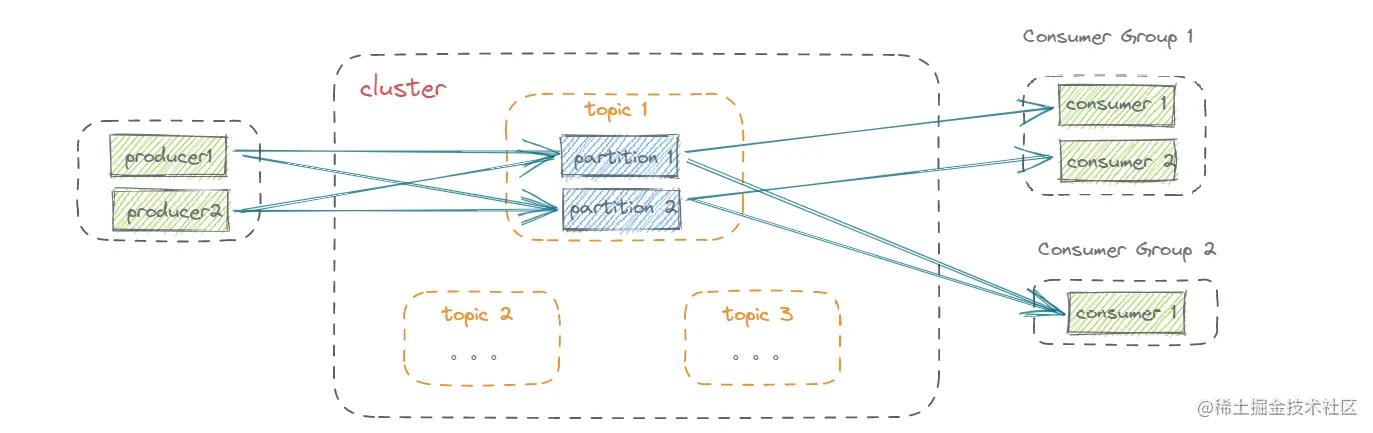 Consumer Group 1
cluster
topic 1
consumer 1
producer1
partition 1
consumer 2
producer2
partition 2
Consumer Group 2
topic 2
topic 3
consumer 1
。。。
。。。
@稀土掘金技术社区